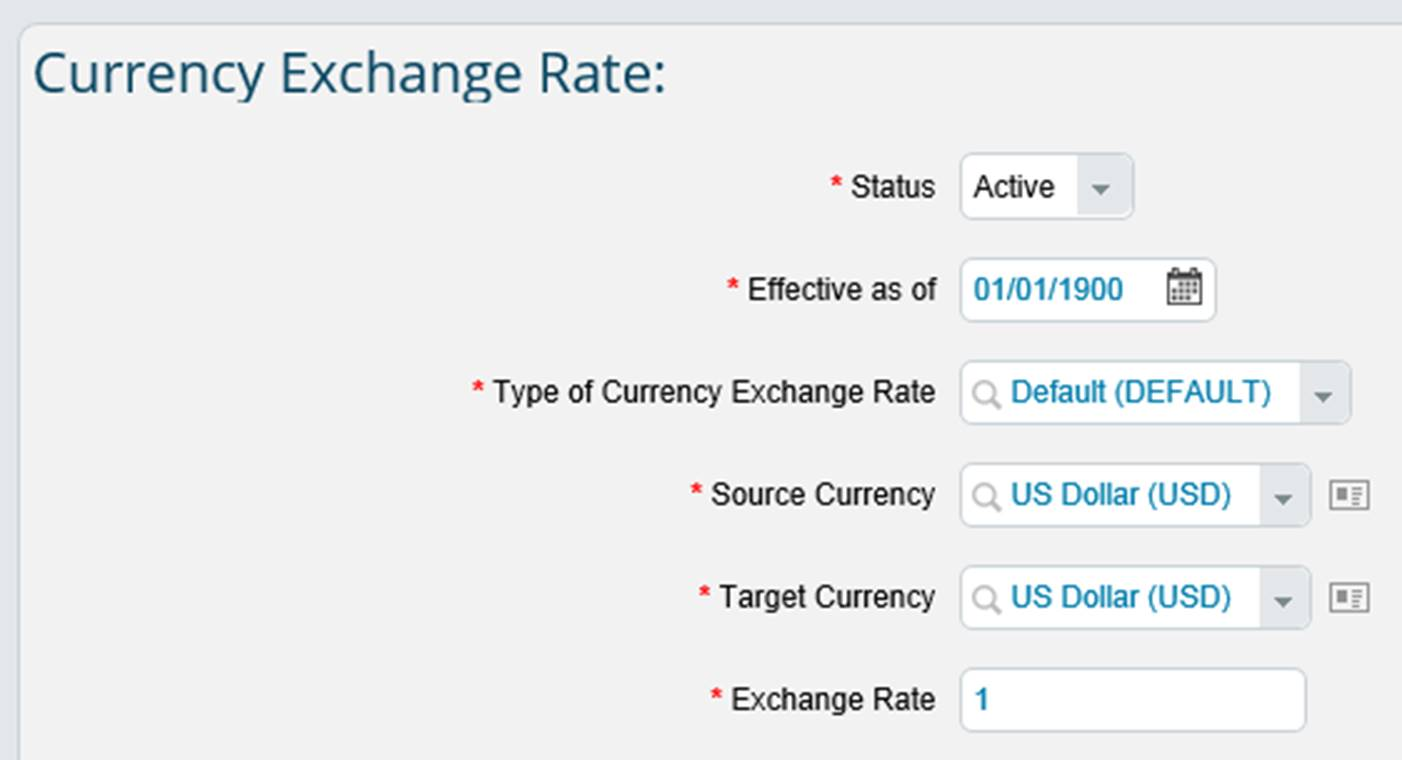 Currency Exchange Rate:
* Status Active
* Effective as of 01/01/1900
* Type of Currency Exchange Rate Default (DEFAULT)
* Source Currency US Dollar (USD)
* Target Currency US Dollar (USD)
* Exchange Rate 1